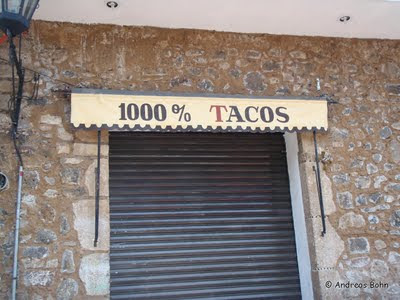 1000% TACOS
© Andreas Bohn